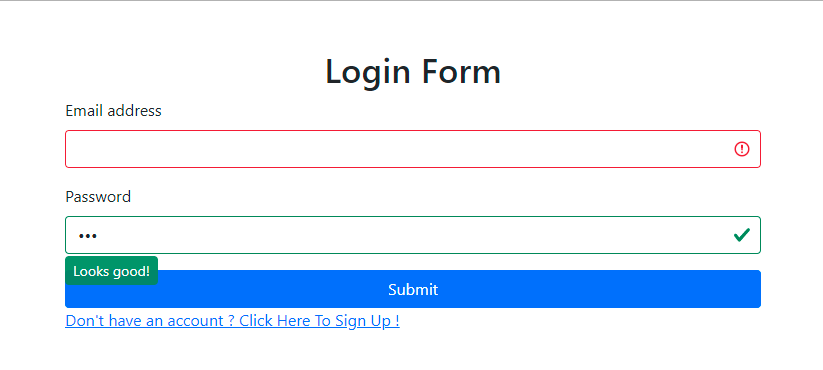 Login Form
Email address
Password
•••
Looks good!
Submit
Don't have an account ? Click Here To Sign Up !